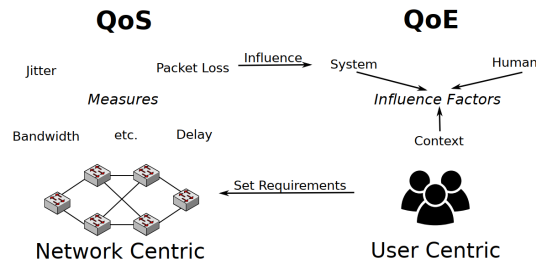 QoS
QoE
Jitter
Packet Loss
Influence
System
Human
Measures
Influence Factors
Bandwidth
etc.
Delay
Context
Set Requirements
Network Centric
User Centric